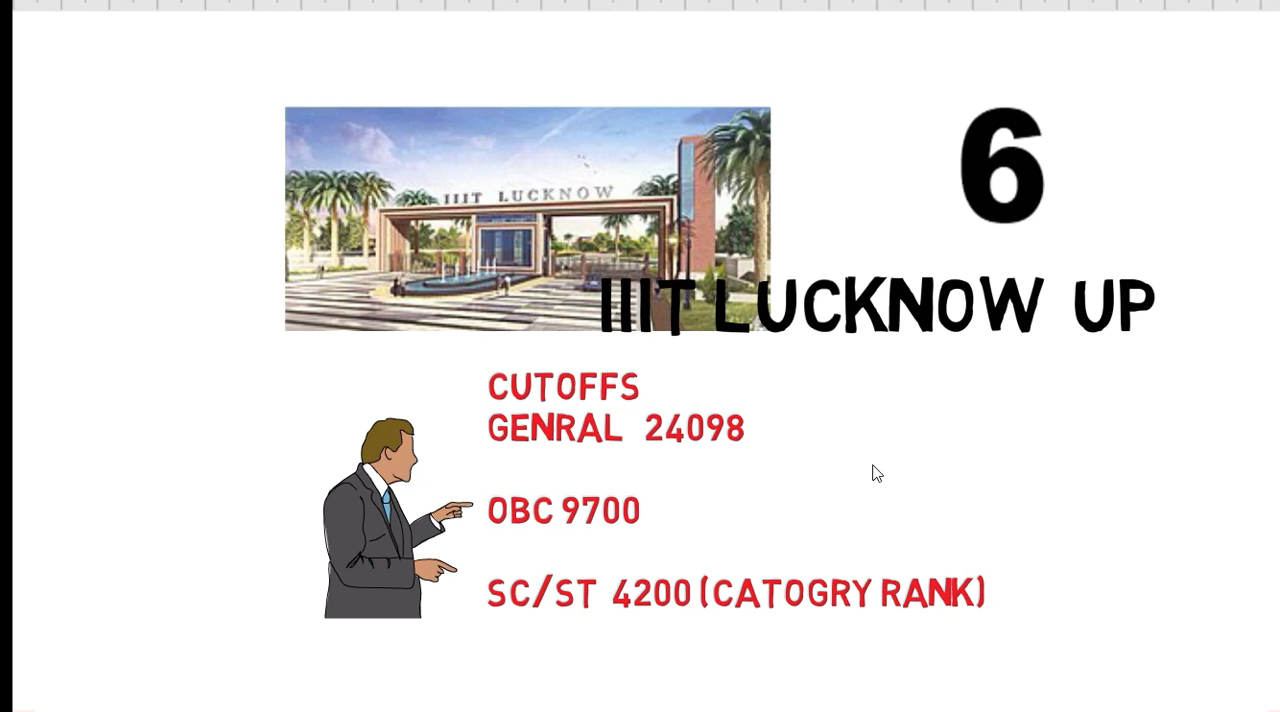 IIIT LUCKNOW
6
IIIT LUCKNOW UP
CUTOFFS
GENRAL 24098
OBC 9700
SC/ST 4200 (CATOGRY RANK)